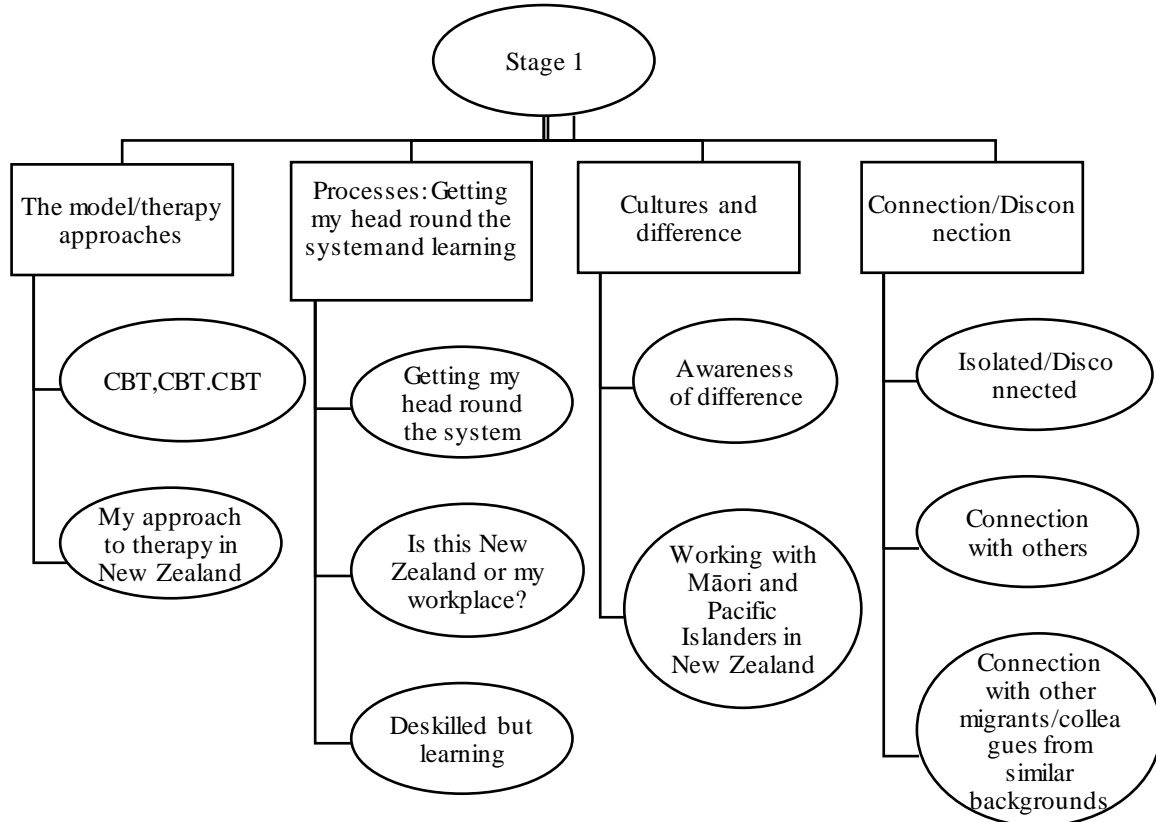 Stage 1
The model/therapy
approaches
Processes: Getting
my head round the
system and learning
Cultures and
difference
Connection/Discon
nection
CBT,CBT.CBT
My approach
to therapy in
New Zealand
Getting my
head round
the system
Is this New
Zealand or my
workplace?
Deskilled but
learning
Awareness
of difference
Working with
Māori and
Pacific
Islanders in
New Zealand
Isolated/Disco
nnected
Connection
with others
Connection
with other
migrants/collea
gues from
similar
backgrounds